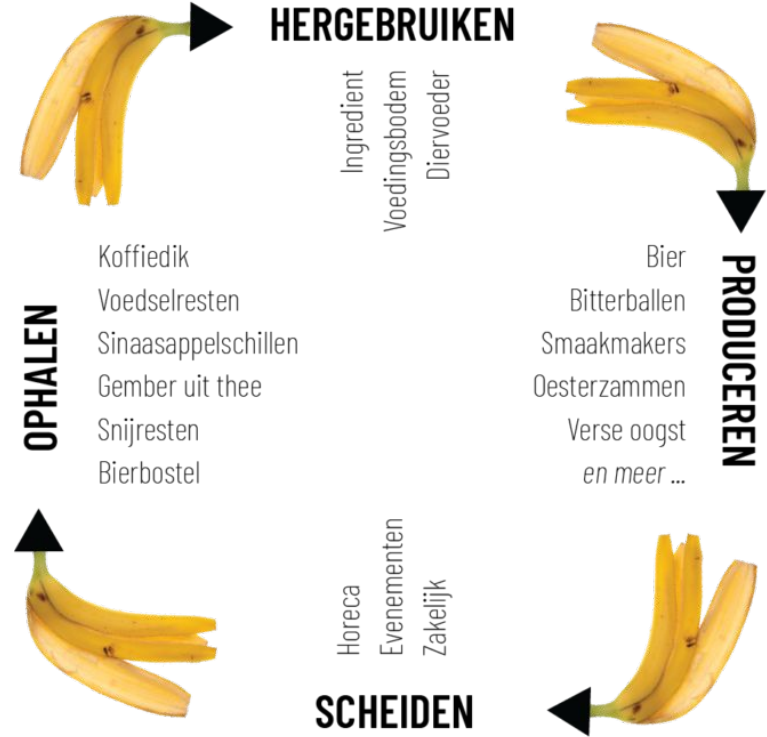 HERGEBRUIKEN
Ingredient
Voedingsbodem
Diervoeder
PRODUCEREN
Bier
Bitterballen
Smaakmakers
Oesterzammen
Verse oogst
en meer ...
SCHEIDEN
Horeca
Evenementen
Zakelijk
OPHALEN
Koffiedik
Voedselresten
Sinaasappelschillen
Gember uit thee
Snijresten
Bierbostel